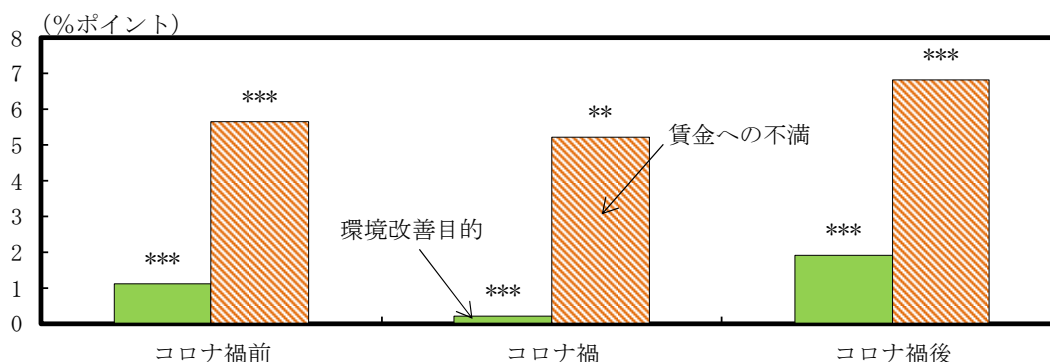 (%ポイント)
8
7
6
5
4
3
2
1
0
***
***
***
**
***
***
賃金への不満
環境改善目的
コロナ禍前
コロナ禍
コロナ禍後